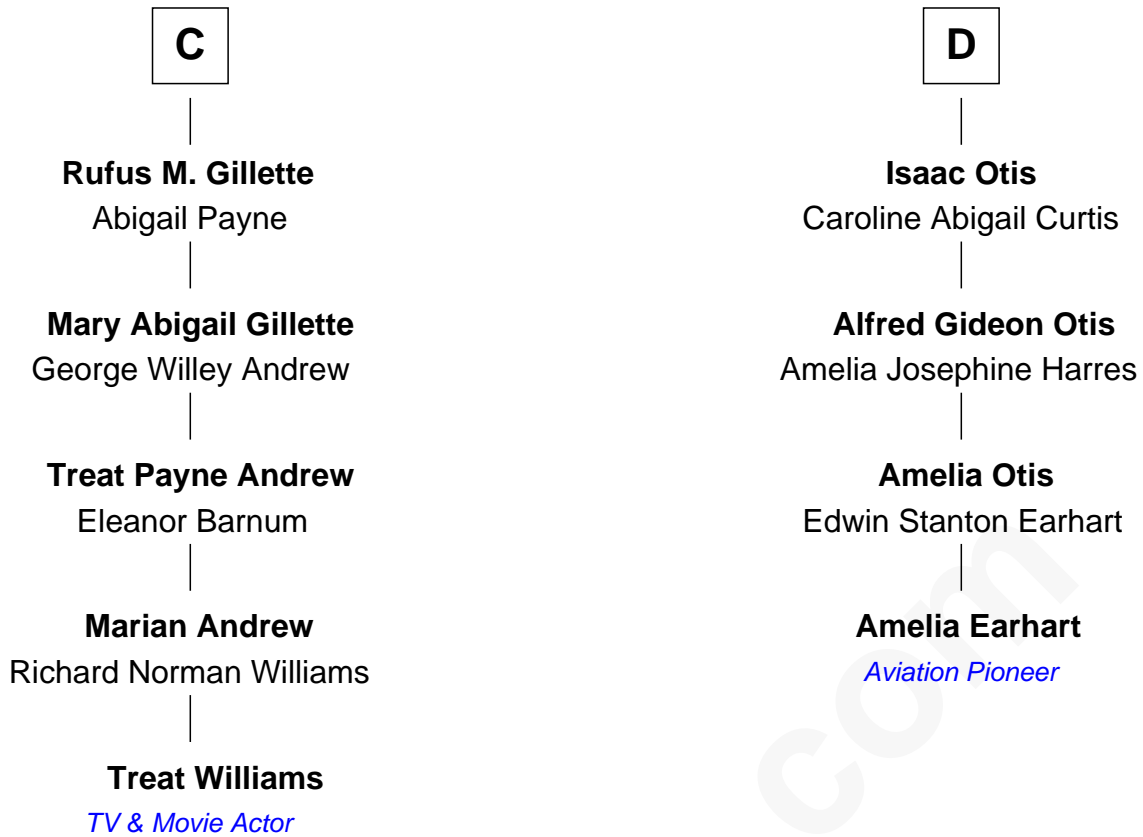 C
Rufus M. Gillette
Abigail Payne
Mary Abigail Gillette
George Willey Andrew
Treat Payne Andrew
Eleanor Barnum
Marian Andrew
Richard Norman Williams
Treat Williams
TV & Movie Actor
D
Isaac Otis
Caroline Abigail Curtis
Alfred Gideon Otis
Amelia Josephine Harres
Amelia Otis
Edwin Stanton Earhart
Amelia Earhart
Aviation Pioneer
com